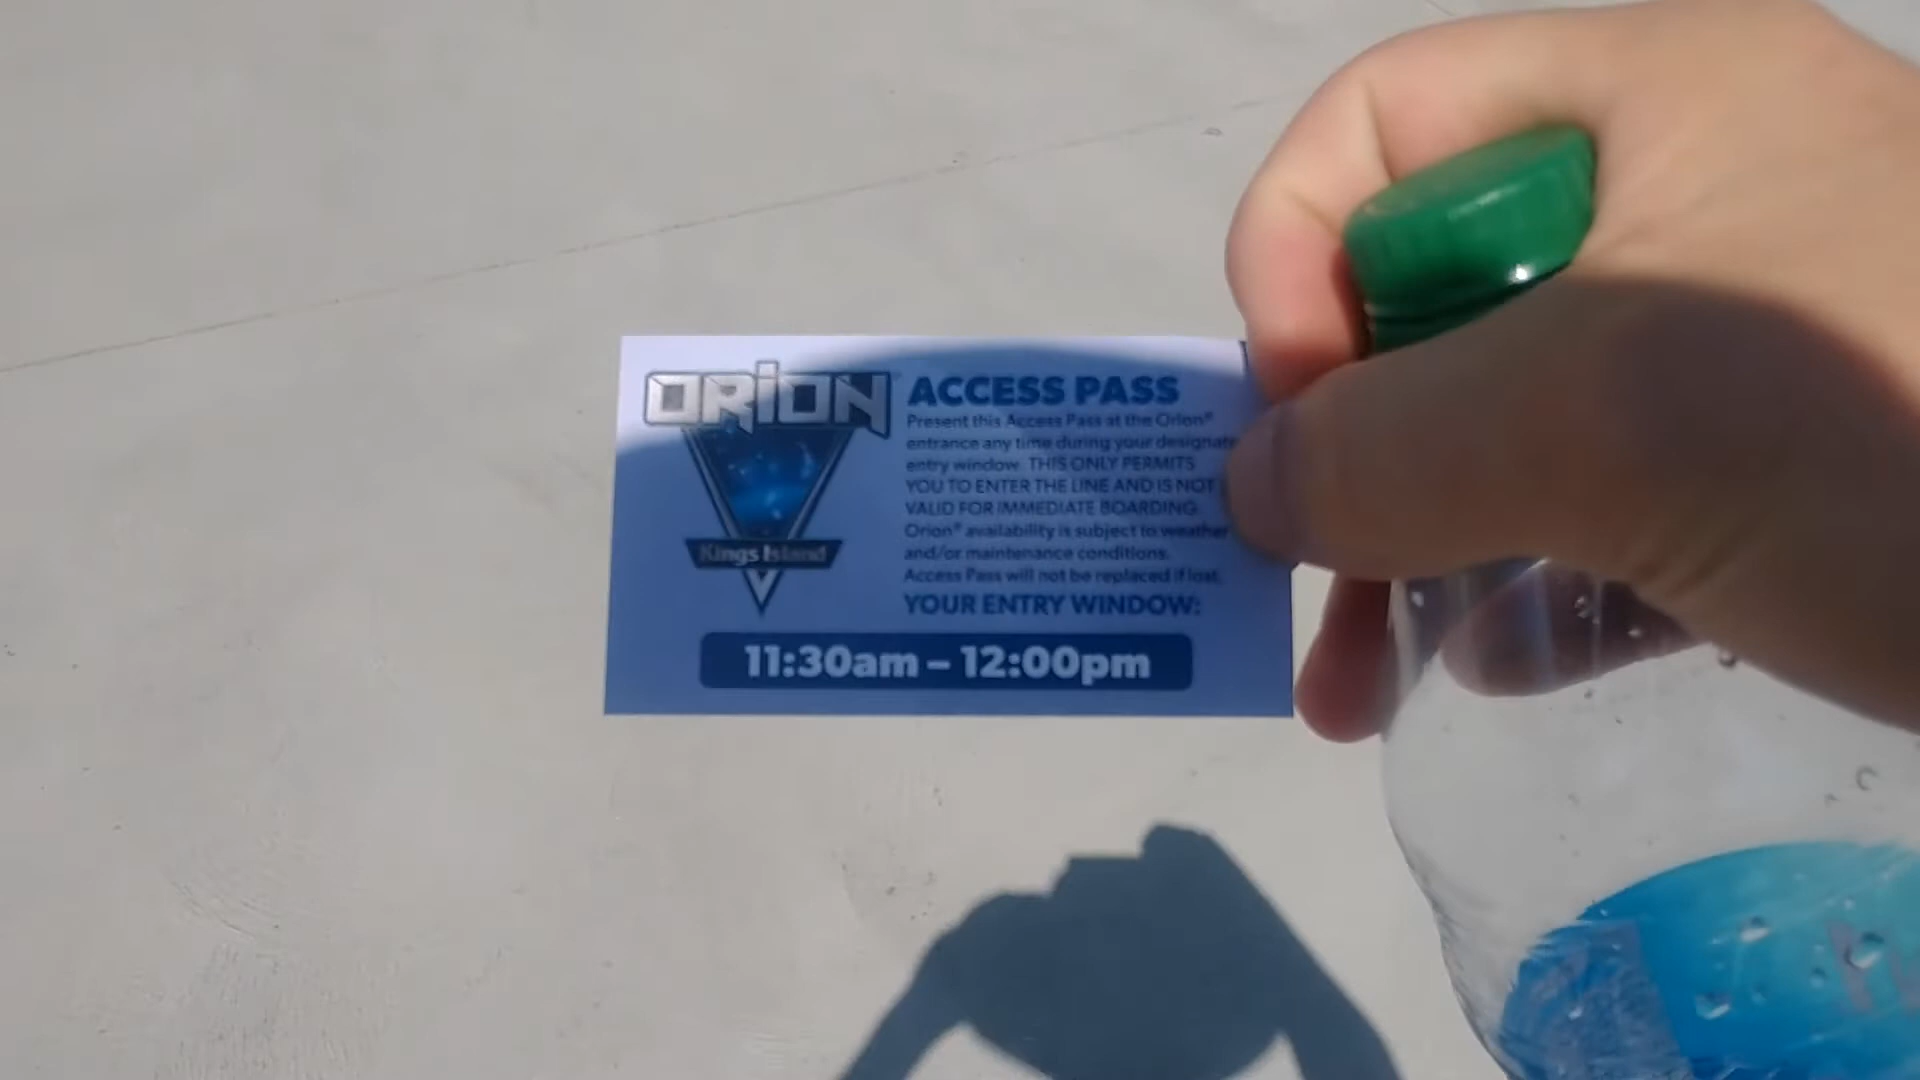 ORION
Kings Island
ACCESS PASS
Present this Access Pass at the Orion®
entrance any time during your designate
entry window. THIS ONLY PERMITS
YOU TO ENTER THE LINE AND IS NOT
VALID FOR IMMEDIATE BOARDING.
Orion® availability is subject to weather
and/or maintenance conditions.
Access Pass will not be replaced if lost.
YOUR ENTRY WINDOW:
11:30am – 12:00pm